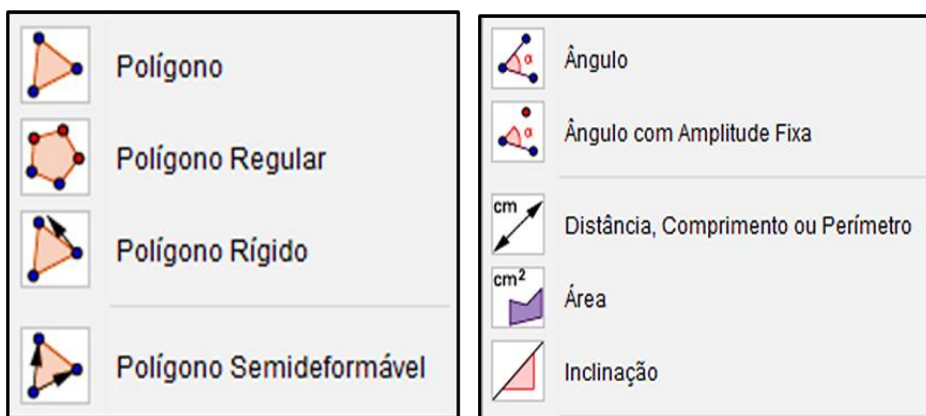 Polígono
Polígono Regular
Polígono Rígido
Polígono Semideformável
α
Ângulo
α
Ângulo com Amplitude Fixa
cm
Distância, Comprimento ou Perímetro
cm²
Área
Inclinação